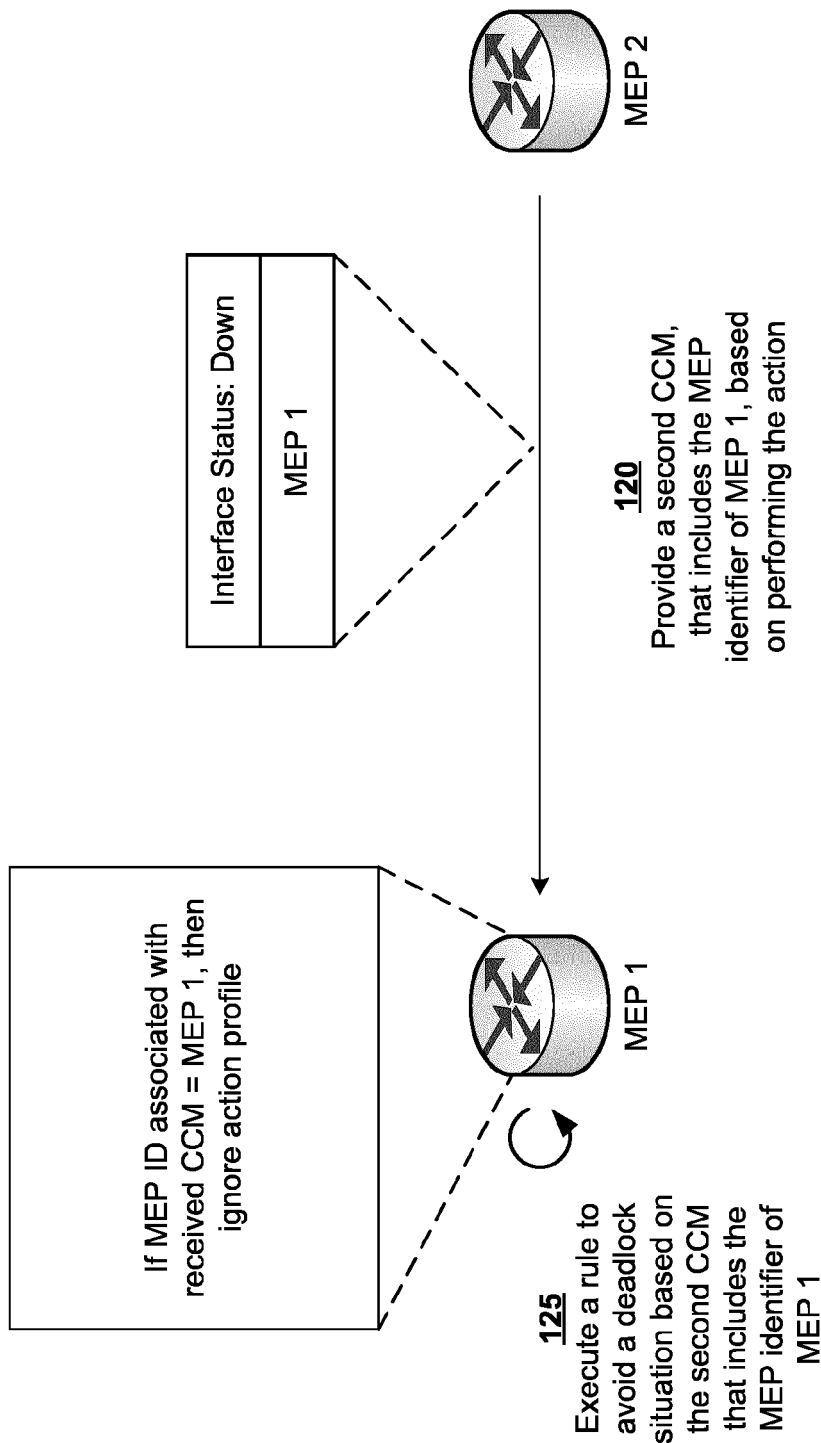 If MEP ID associated with
received CCM = MEP 1, then
ignore action profile
Interface Status: Down
MEP 1
MEP 1
MEP 2
125
Execute a rule to
avoid a deadlock
situation based on
the second CCM
that includes the
MEP identifier of
MEP 1
120
Provide a second CCM,
that includes the MEP
identifier of MEP 1, based
on performing the action